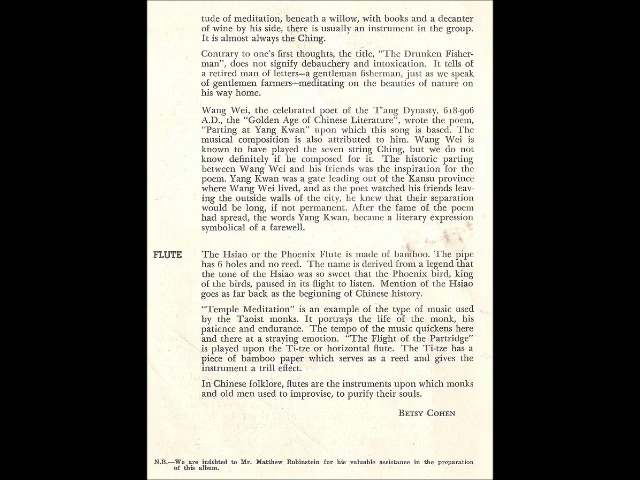 tude of meditation, beneath a willow, with books and a decanter
of wine by his side, there is usually an instrument in the group.
It is almost always the Ching.
Contrary to one's first thoughts, the title, "The Drunken Fisher-
man", does not signify debauchery and intoxication. It tells of
a retired man of letters—a gentleman fisherman, just as we speak
of gentlemen farmers—meditating on the beauties of nature on
his way home.
Wang Wei, the celebrated poet of the T'ang Dynasty, 618-906
A.D., the "Golden Age of Chinese Literature", wrote the poem,
"Parting at Yang Kwan" upon which this song is based. The
musical composition is also attributed to him. Wang Wei is
known to have played the seven string Ching, but we do not
know definitely if he composed for it. The historic parting
between Wang Wei and his friends was the inspiration for the
poem. Yang Kwan was a gate leading out of the Kansu province
where Wang Wei lived, and as the poet watched his friends leav-
ing the outside walls of the city, he knew that their separation
would be long, if not permanent. After the fame of the poem
had spread, the words Yang Kwan, became a literary expression
symbolical of a farewell.
FLUTE The Hsiao or the Phoenix Flute is made of bamboo. The pipe
has 6 holes and no reed. The name is derived from a legend that
the tone of the Hsiao was so sweet that the Phoenix bird, king
of the birds, paused in its flight to listen. Mention of the Hsiao
goes as far back as the beginning of Chinese history.
"Temple Meditation" is an example of the type of music used
by the Taoist monks. It portrays the life of the monk, his
patience and endurance. The tempo of the music quickens here
and there at a straying emotion. "The Flight of the Partridge"
is played upon the Ti-tze or horizontal flute. The Ti-tze has a
piece of bamboo paper which serves as a reed and gives the
instrument a trill effect.
In Chinese folklore, flutes are the instruments upon which monks
and old men used to improvise, to purify their souls.
BETSY COHEN
N.B.—We are indebted to Mr. Matthew Rubinstein for his valuable assistance in the preparation
of this album.